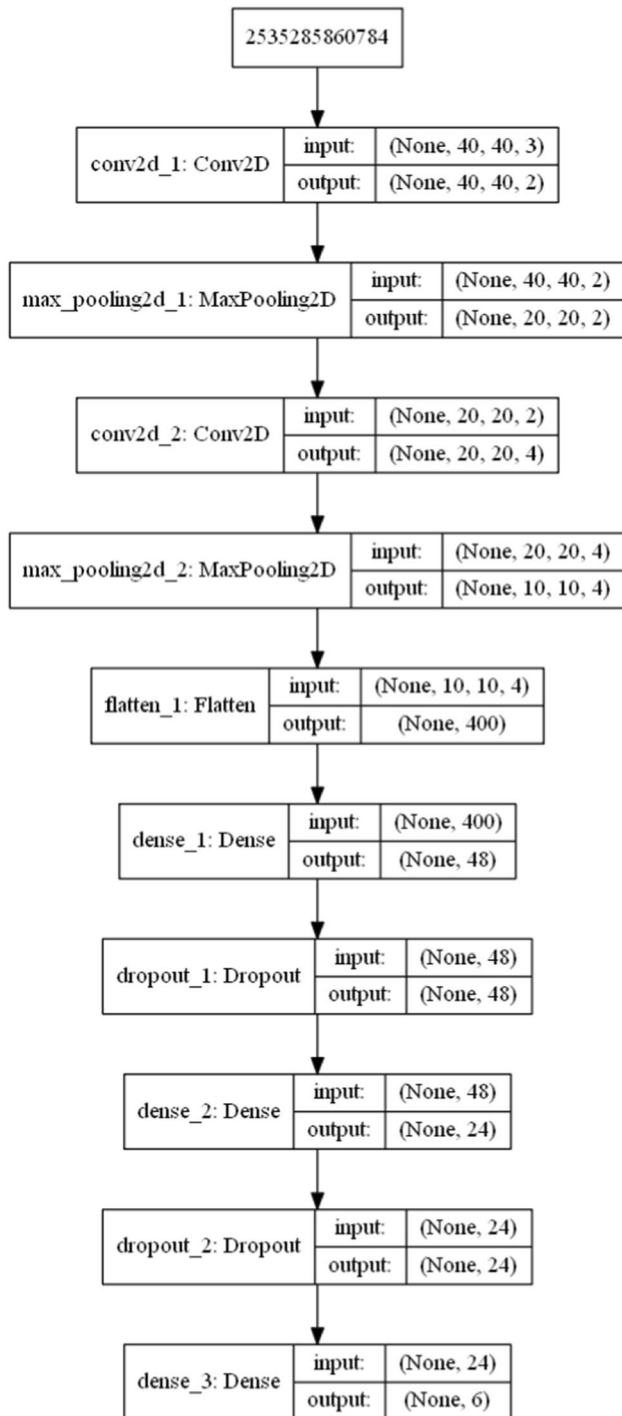 2535285860784
conv2d_1: Conv2D
input: (None, 40, 40, 3)
output: (None, 40, 40, 2)
max_pooling2d_1: MaxPooling2D
input: (None, 40, 40, 2)
output: (None, 20, 20, 2)
conv2d_2: Conv2D
input: (None, 20, 20, 2)
output: (None, 20, 20, 4)
max_pooling2d_2: MaxPooling2D
input: (None, 20, 20, 4)
output: (None, 10, 10, 4)
flatten_1: Flatten
input: (None, 10, 10, 4)
output: (None, 400)
dense_1: Dense
input: (None, 400)
output: (None, 48)
dropout_1: Dropout
input: (None, 48)
output: (None, 48)
dense_2: Dense
input: (None, 48)
output: (None, 24)
dropout_2: Dropout
input: (None, 24)
output: (None, 24)
dense_3: Dense
input: (None, 24)
output: (None, 6)